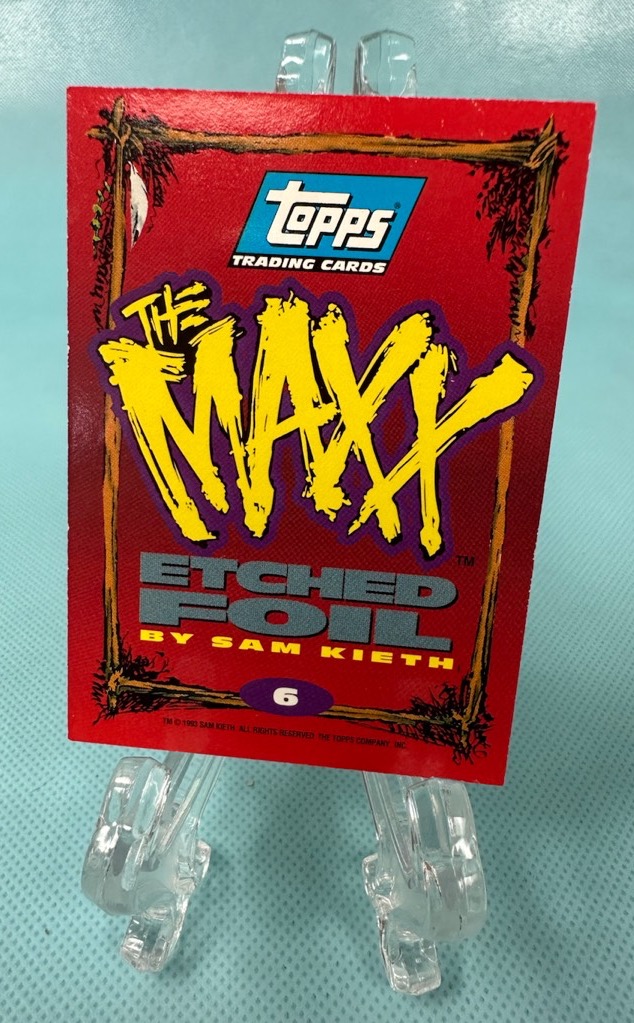 Topps®
TRADING CARDS
THE
MAXX
TM
ETCHED
FOIL
BY SAM KIETH
6
TM © 1993 SAM KIETH. ALL RIGHTS RESERVED. THE TOPPS COMPANY, INC.